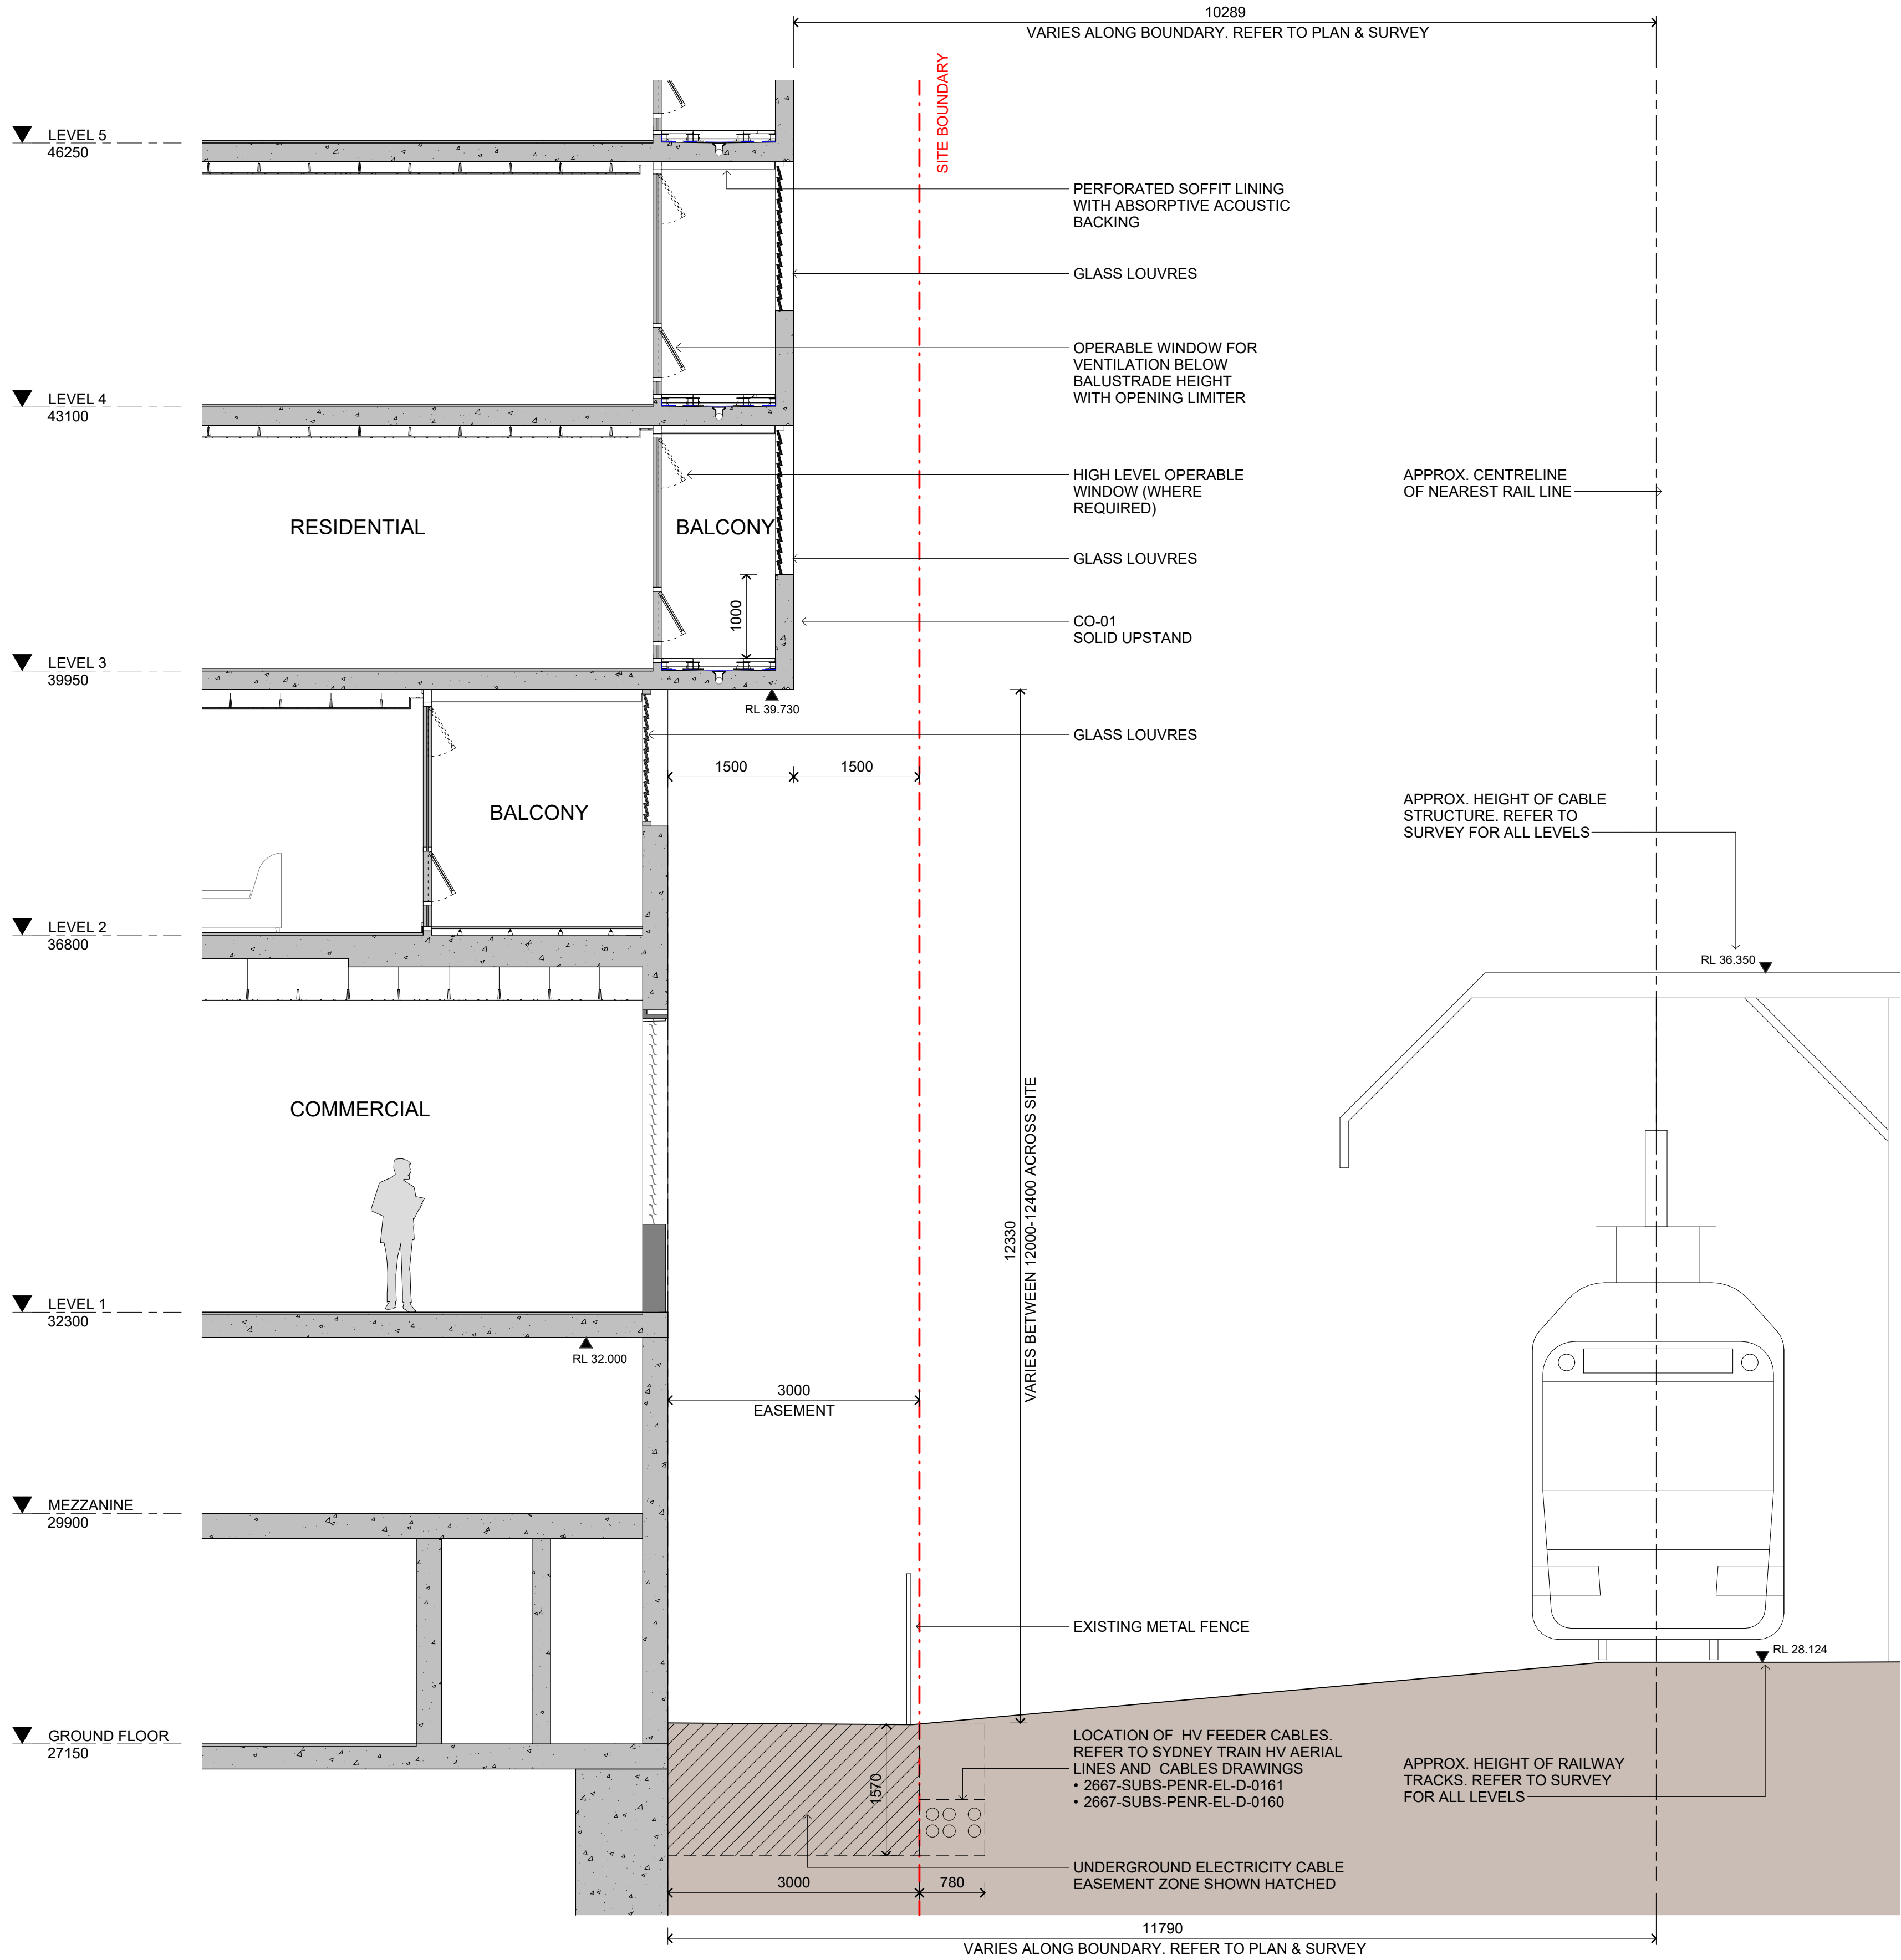 10289
VARIES ALONG BOUNDARY. REFER TO PLAN & SURVEY
SITE BOUNDARY
LEVEL 5
46250
PERFORATED SOFFIT LINING
WITH ABSORPTIVE ACOUSTIC
BACKING
GLASS LOUVRES
OPERABLE WINDOW FOR
VENTILATION BELOW
BALUSTRADE HEIGHT
WITH OPENING LIMITER
LEVEL 4
43100
HIGH LEVEL OPERABLE
WINDOW (WHERE
REQUIRED)
APPROX. CENTRELINE
OF NEAREST RAIL LINE
RESIDENTIAL
BALCONY
GLASS LOUVRES
1000
CO-01
SOLID UPSTAND
LEVEL 3
39950
RL 39.730
GLASS LOUVRES
1500
1500
BALCONY
APPROX. HEIGHT OF CABLE
STRUCTURE. REFER TO
SURVEY FOR ALL LEVELS
LEVEL 2
36800
RL 36.350
COMMERCIAL
12330
VARIES BETWEEN 12000-12400 ACROSS SITE
LEVEL 1
32300
RL 32.000
3000
EASEMENT
MEZZANINE
29900
EXISTING METAL FENCE
RL 28.124
GROUND FLOOR
27150
1570
LOCATION OF HV FEEDER CABLES.
REFER TO SYDNEY TRAIN HV AERIAL
LINES AND CABLES DRAWINGS
• 2667-SUBS-PENR-EL-D-0161
• 2667-SUBS-PENR-EL-D-0160
APPROX. HEIGHT OF RAILWAY
TRACKS. REFER TO SURVEY
FOR ALL LEVELS
UNDERGROUND ELECTRICITY CABLE
EASEMENT ZONE SHOWN HATCHED
3000
780
11790
VARIES ALONG BOUNDARY. REFER TO PLAN & SURVEY